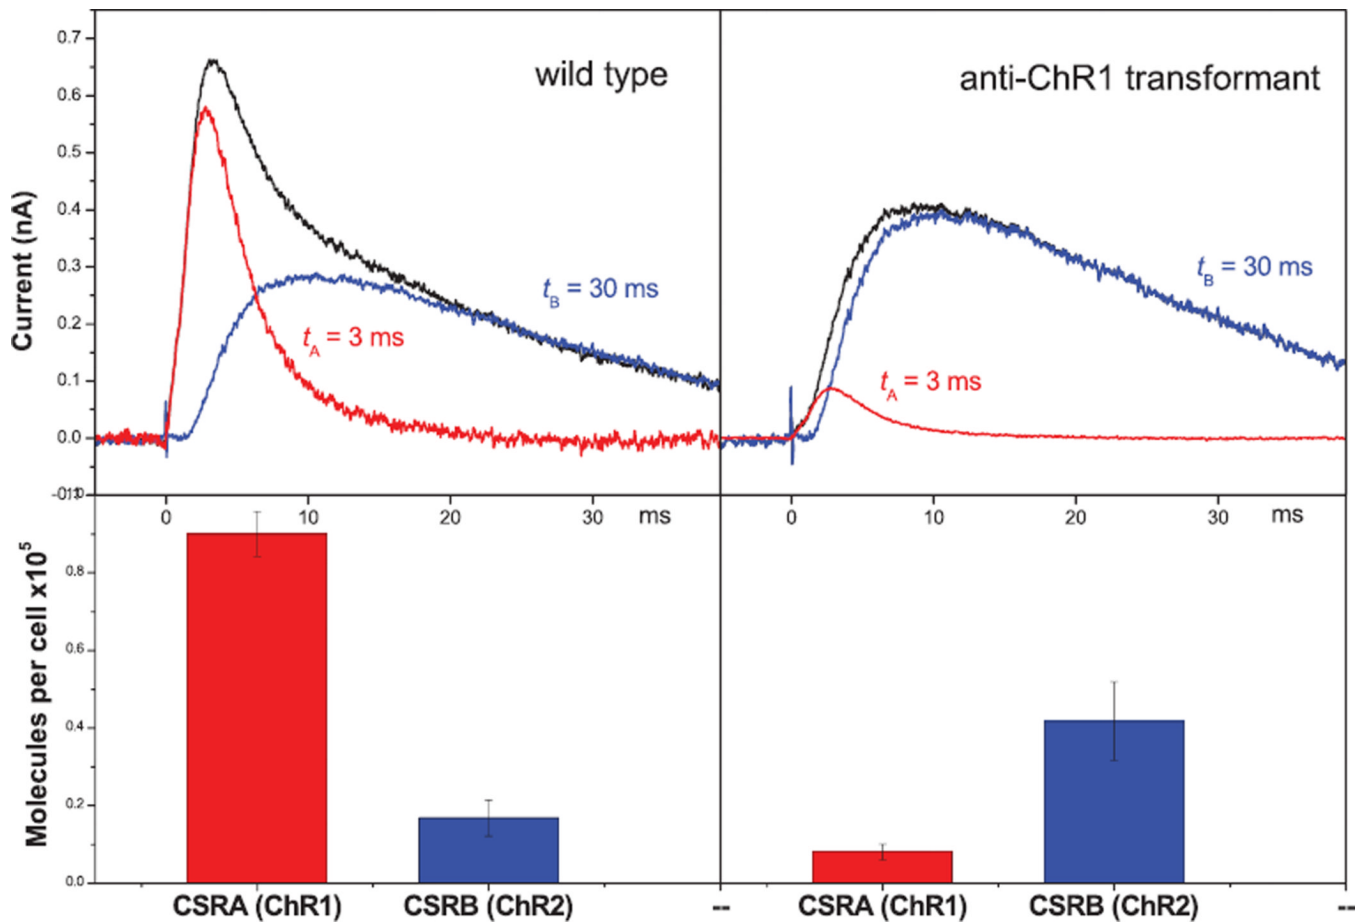 0.7
0.6
0.5
0.4
0.3
0.2
0.1
0.0
Current (nA)
wild type
tB = 30 ms
tA = 3 ms
0 10 20 30 ms
anti-ChR1 transformant
tB = 30 ms
tA = 3 ms
0 10 20 30 ms
0.8
0.6
0.4
0.2
0.0
Molecules per cell x10⁵
CSRA (ChR1) CSRB (ChR2) --
CSRA (ChR1) CSRB (ChR2) --